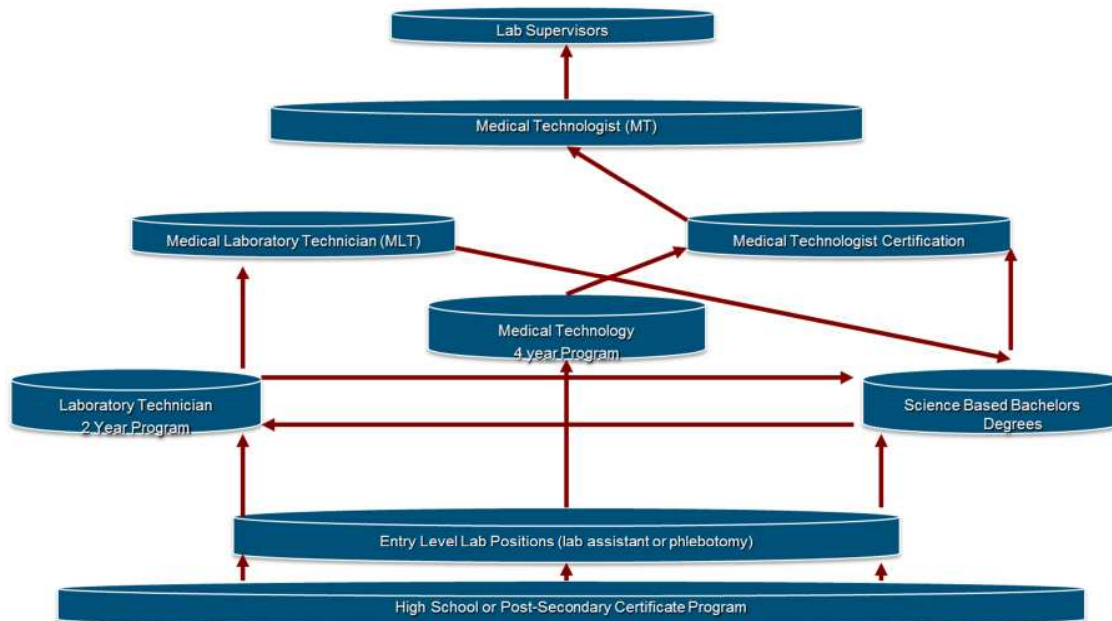 Lab Supervisors
Medical Technologist (MT)
Medical Laboratory Technician (MLT)
Medical Technologist Certification
Medical Technology
4 year Program
Laboratory Technician
2 Year Program
Science Based Bachelors
Degrees
Entry Level Lab Positions (lab assistant or phlebotomy)
High School or Post-Secondary Certificate Program